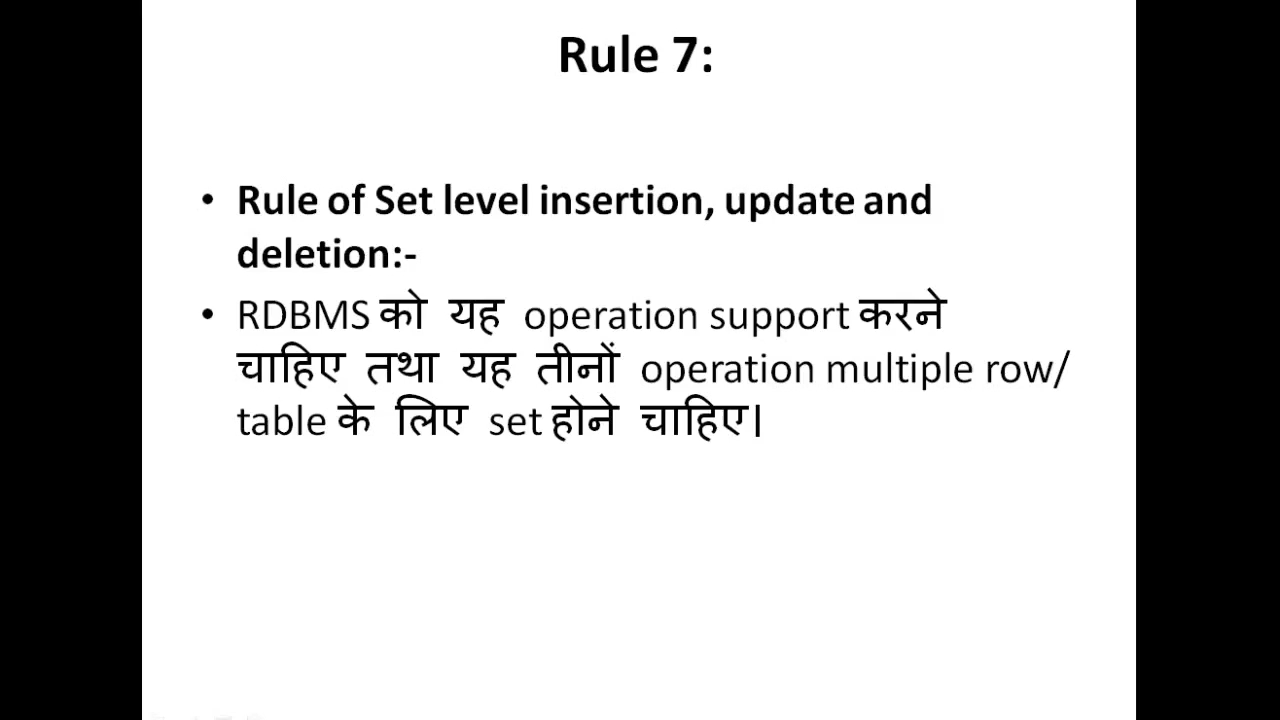 Rule 7:
• Rule of Set level insertion, update and
deletion:-
• RDBMS को यह operation support करने
चाहिए तथा यह तीनों operation multiple row/
table के लिए set होने चाहिए।